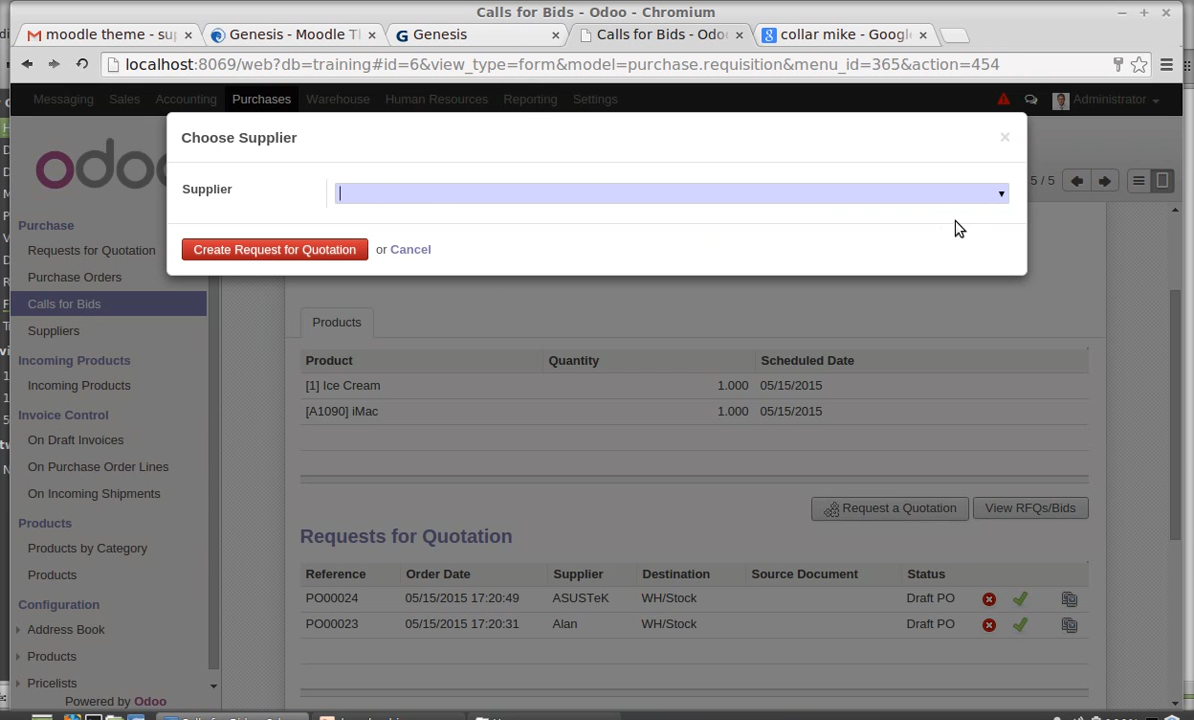 Calls for Bids - Odoo - Chromium
moodle theme - su
Genesis - Moodle T
Genesis
Calls for Bids - Odoo
collar mike - Google
localhost:8069/web?db=training#id=6&view_type=form&model=purchase.requisition&menu_id=365&action=454
Messaging Sales Accounting Purchases Warehouse Human Resources Reporting Settings Administrator
odoo
Choose Supplier ×
Supplier
5 / 5
Create Request for Quotation or Cancel
Purchase
Requests for Quotation
Purchase Orders
Calls for Bids
Suppliers
Incoming Products
Incoming Products
Invoice Control
On Draft Invoices
On Purchase Order Lines
On Incoming Shipments
Products
Products by Category
Products
Configuration
Address Book
Products
Pricelists
Powered by Odoo
Products
Product Quantity Scheduled Date
[1] Ice Cream 1.000 05/15/2015
[A1090] iMac 1.000 05/15/2015
Request a Quotation View RFQs/Bids
Requests for Quotation
Reference Order Date Supplier Destination Source Document Status
PO00024 05/15/2015 17:20:49 ASUSTeK WH/Stock Draft PO
PO00023 05/15/2015 17:20:31 Alan WH/Stock Draft PO